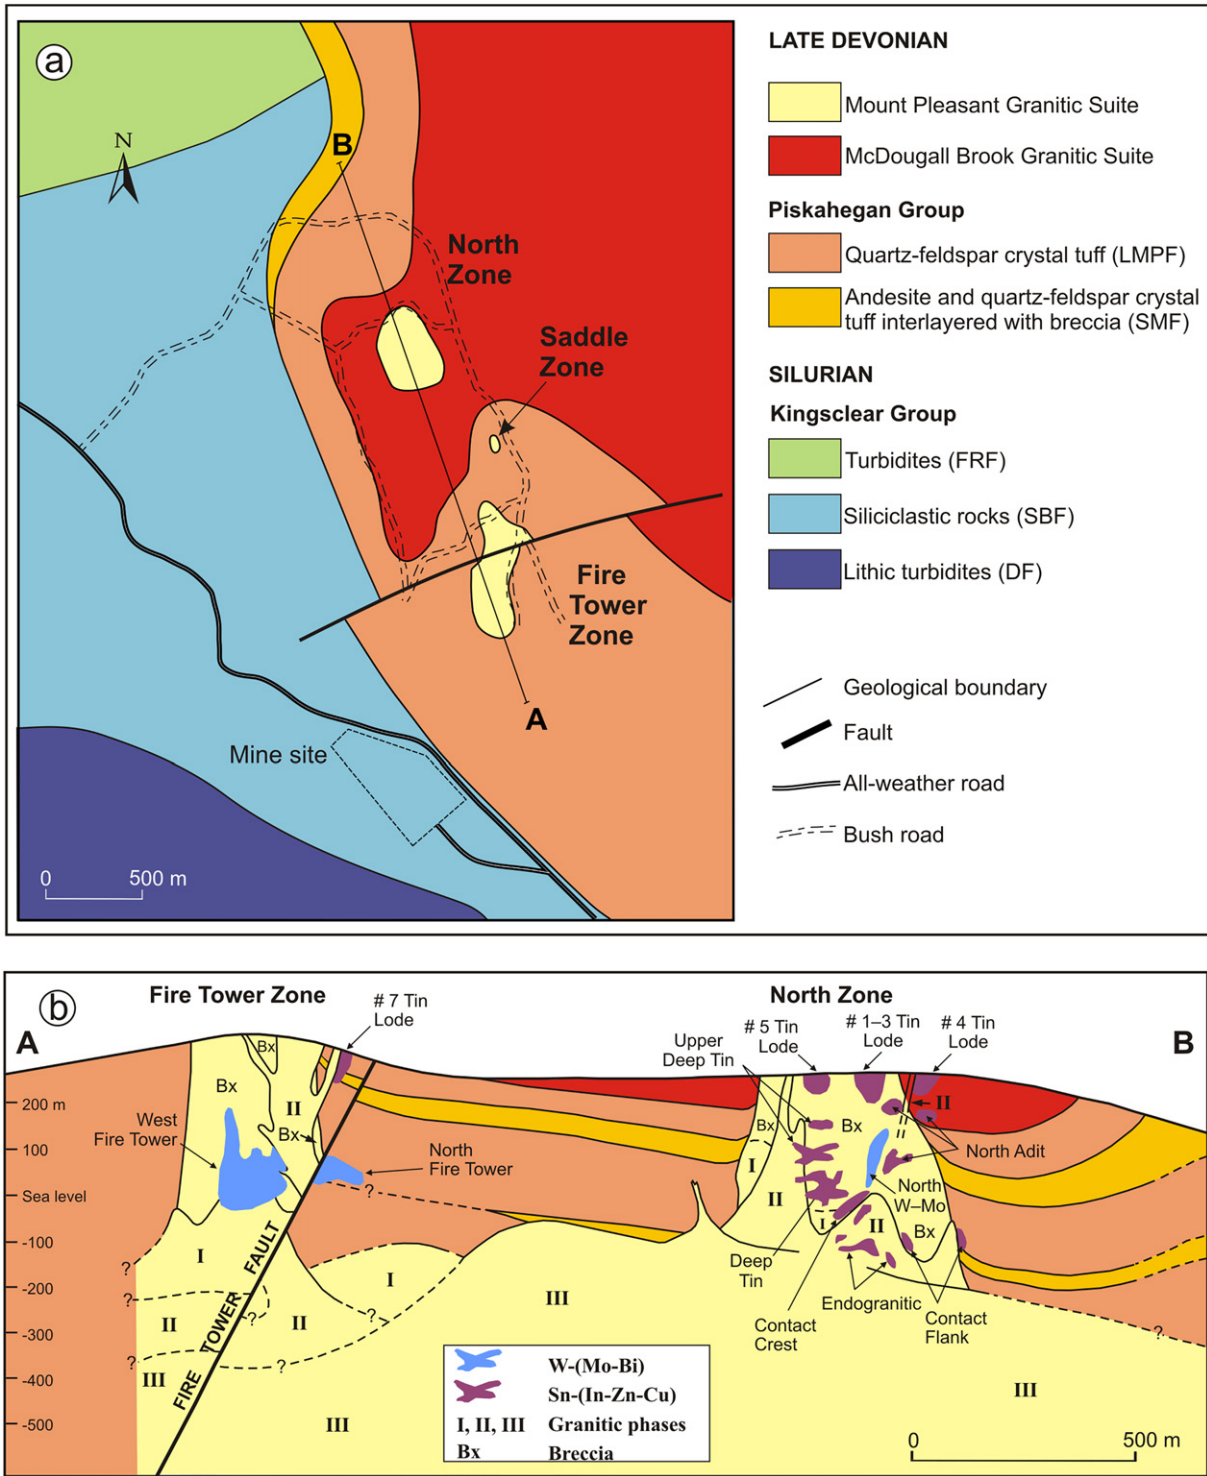 a
N
B
North
Zone
Saddle
Zone
Fire
Tower
Zone
A
Mine site
0 500 m
LATE DEVONIAN
Mount Pleasant Granitic Suite
McDougall Brook Granitic Suite
Piskahegan Group
Quartz-feldspar crystal tuff (LMPF)
Andesite and quartz-feldspar crystal
tuff interlayered with breccia (SMF)
SILURIAN
Kingsclear Group
Turbidites (FRF)
Siliciclastic rocks (SBF)
Lithic turbidites (DF)
Geological boundary
Fault
All-weather road
Bush road
b
Fire Tower Zone
North Zone
A
B
# 7 Tin
Lode
Upper
Deep Tin
# 5 Tin
Lode
# 1–3 Tin
Lode
# 4 Tin
Lode
200 m
100
Sea level
-100
-200
-300
-400
-500
West
Fire Tower
North
Fire Tower
Bx
Bx
II
Bx
?
I
?
?
II
?
II
?
I
?
?
III
III
III
FIRE TOWER FAULT
Bx
I
II
Bx
I
II
Bx
II
II
North Adit
North
W–Mo
Deep
Tin
Contact
Crest
Endogranitic
Contact
Flank
?
III
W-(Mo-Bi)
Sn-(In-Zn-Cu)
I, II, III Granitic phases
Bx Breccia
0 500 m